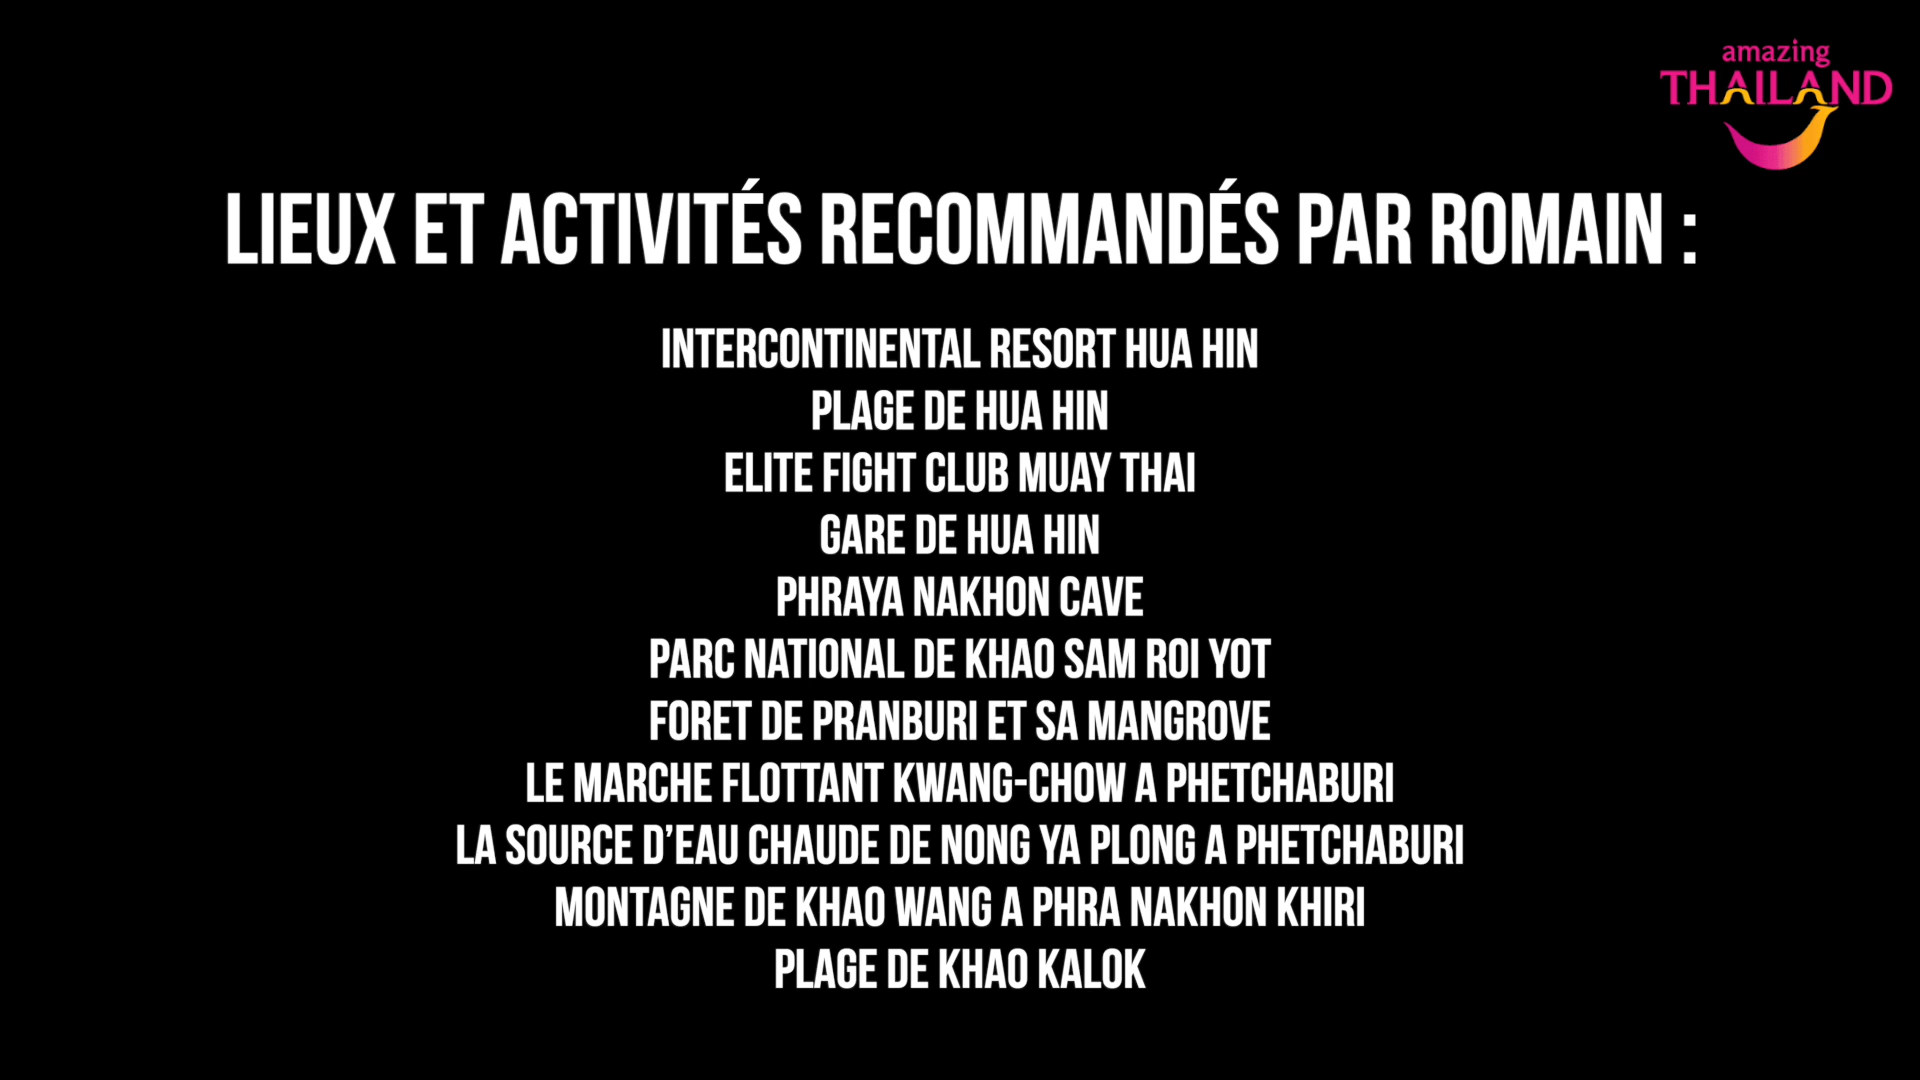 amazing
THAILAND
LIEUX ET ACTIVITÉS RECOMMANDÉS PAR ROMAIN :
INTERCONTINENTAL RESORT HUA HIN
PLAGE DE HUA HIN
ELITE FIGHT CLUB MUAY THAI
GARE DE HUA HIN
PHRAYA NAKHON CAVE
PARC NATIONAL DE KHAO SAM ROI YOT
FORET DE PRANBURI ET SA MANGROVE
LE MARCHE FLOTTANT KWANG-CHOW A PHETCHABURI
LA SOURCE D’EAU CHAUDE DE NONG YA PLONG A PHETCHABURI
MONTAGNE DE KHAO WANG A PHRA NAKHON KHIRI
PLAGE DE KHAO KALOK